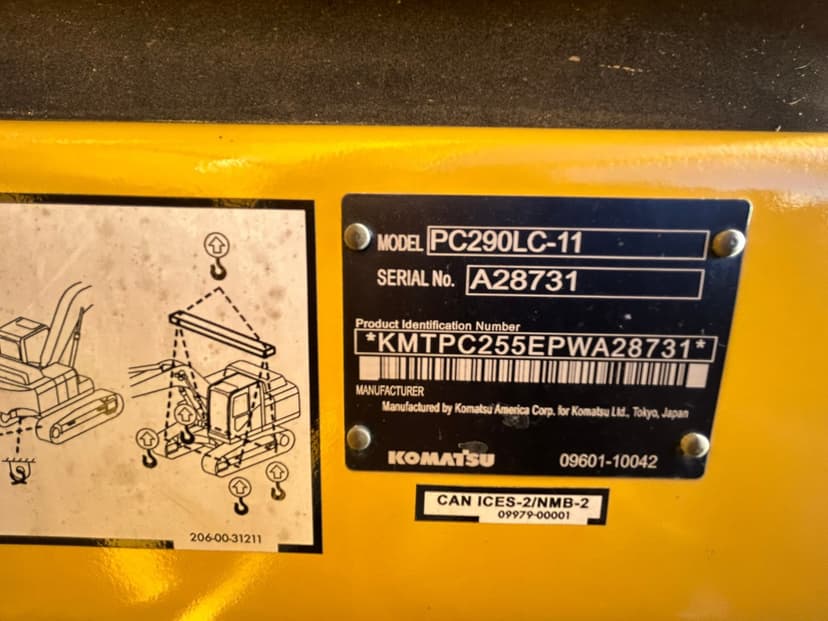 MODEL PC290LC-11
SERIAL No. A28731
Product Identification Number
*KMTPC255EPWA28731*
MANUFACTURER
Manufactured by Komatsu America Corp. for Komatsu Ltd., Tokyo, Japan
KOMATSU 09601-10042
CAN ICES-2/NMB-2
09979-00001
206-00-31211